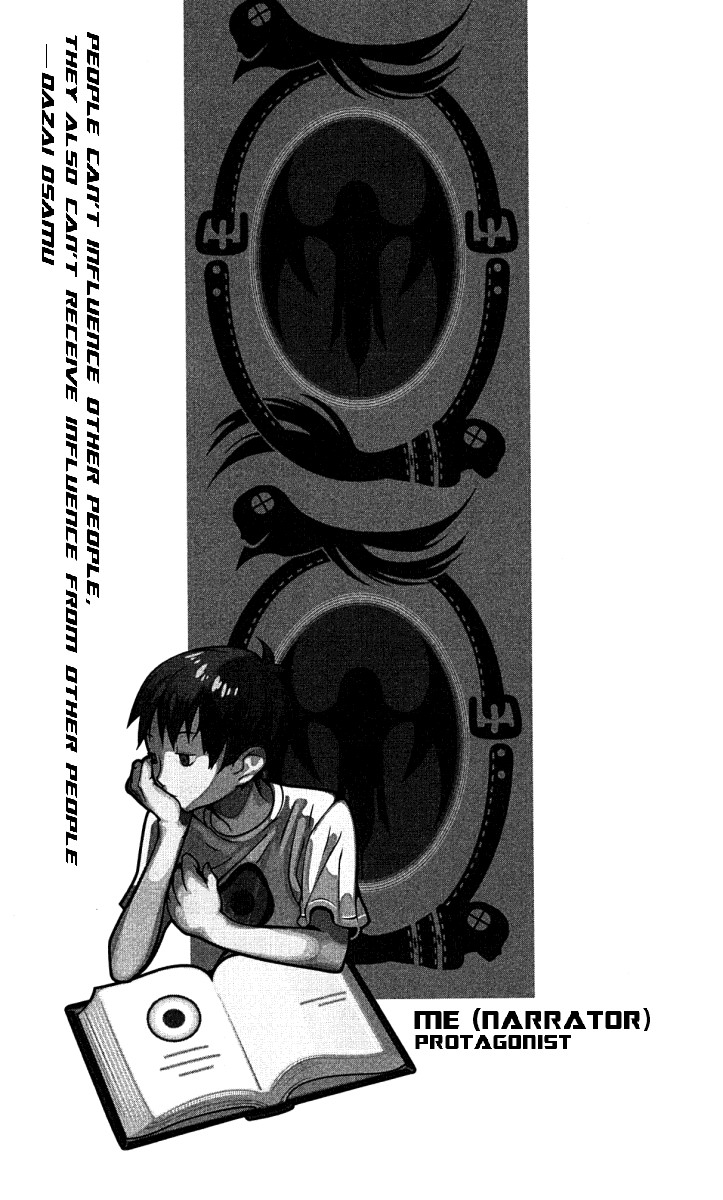 PEOPLE CAN'T INFLUENCE OTHER PEOPLE,
THEY ALSO CAN'T RECEIVE INFLUENCE FROM OTHER PEOPLE
—DAZAI OSAMU
ME (NARRATOR)
PROTAGONIST